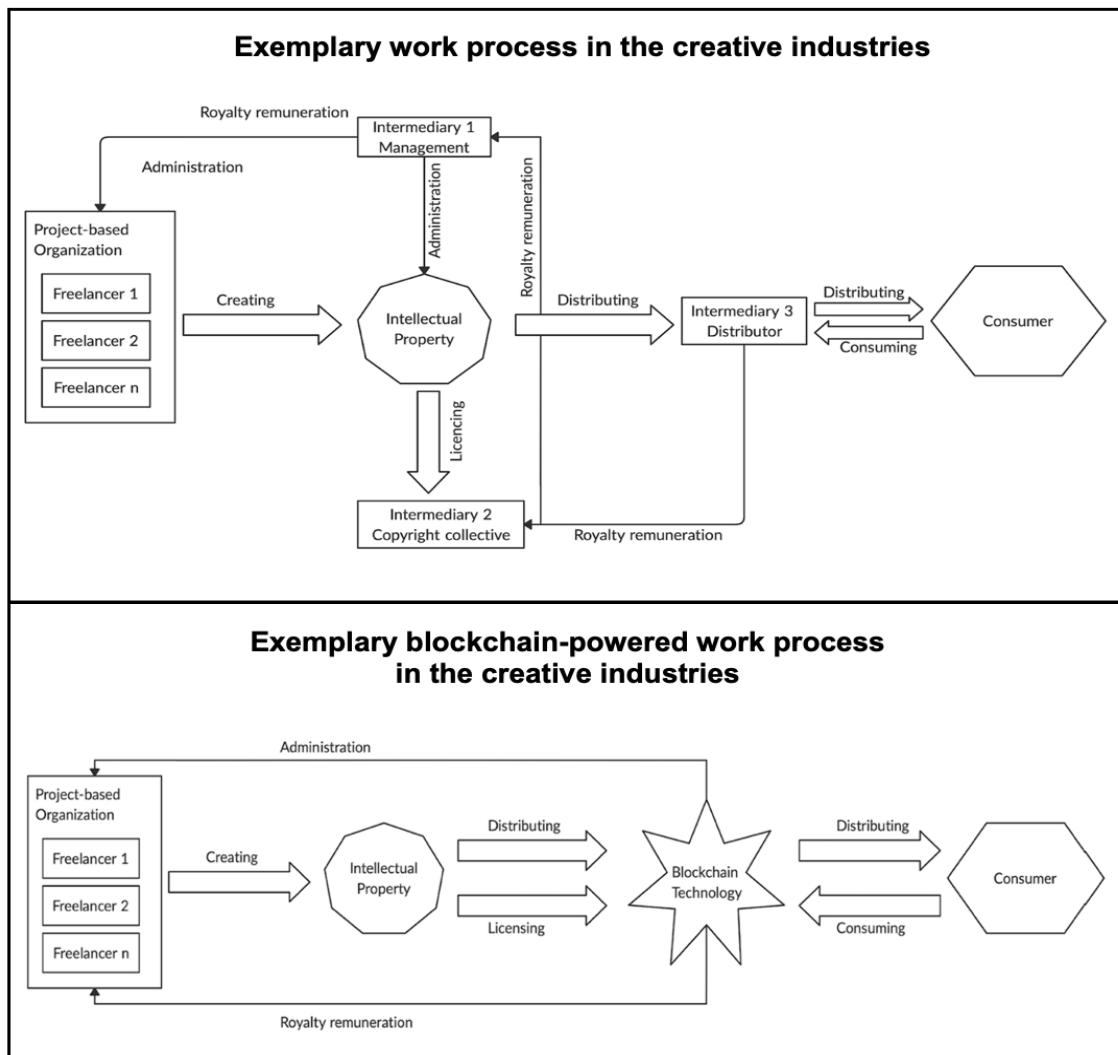 Exemplary work process in the creative industries
Royalty remuneration
Intermediary 1
Management
Administration
Administration
Royalty remuneration
Project-based
Organization
Freelancer 1
Freelancer 2
Freelancer n
Creating
Intellectual
Property
Distributing
Intermediary 3
Distributor
Distributing
Consuming
Consumer
Licencing
Intermediary 2
Copyright collective
Royalty remuneration
Exemplary blockchain-powered work process
in the creative industries
Administration
Project-based
Organization
Freelancer 1
Freelancer 2
Freelancer n
Creating
Intellectual
Property
Distributing
Licensing
Blockchain
Technology
Distributing
Consuming
Consumer
Royalty remuneration